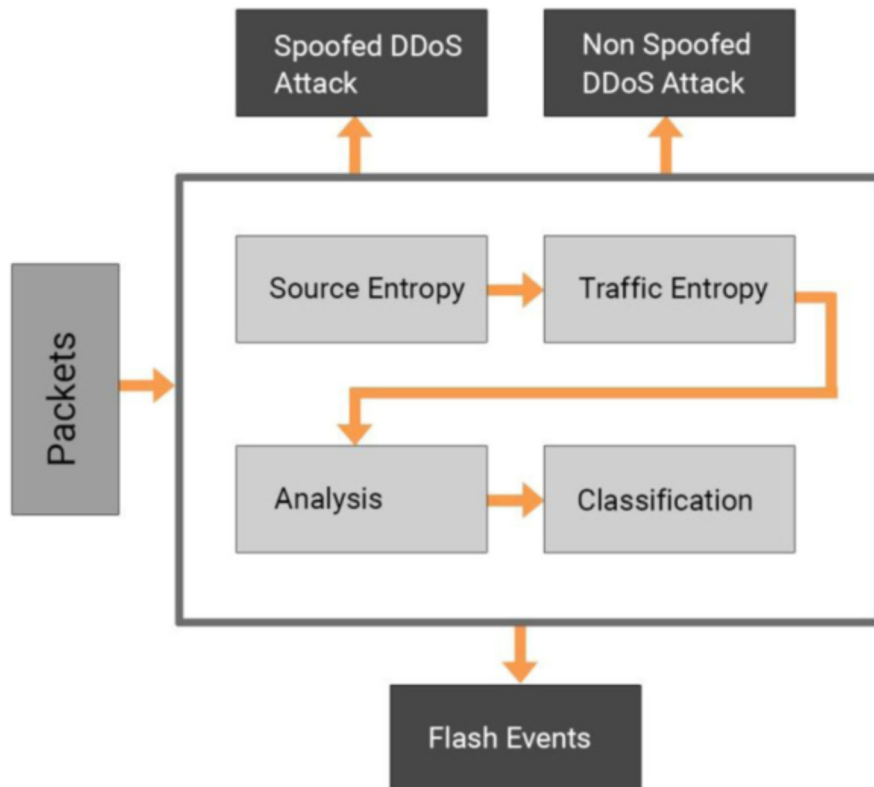 Spoofed DDoS
Attack
Non Spoofed
DDoS Attack
Packets
Source Entropy
Traffic Entropy
Analysis
Classification
Flash Events